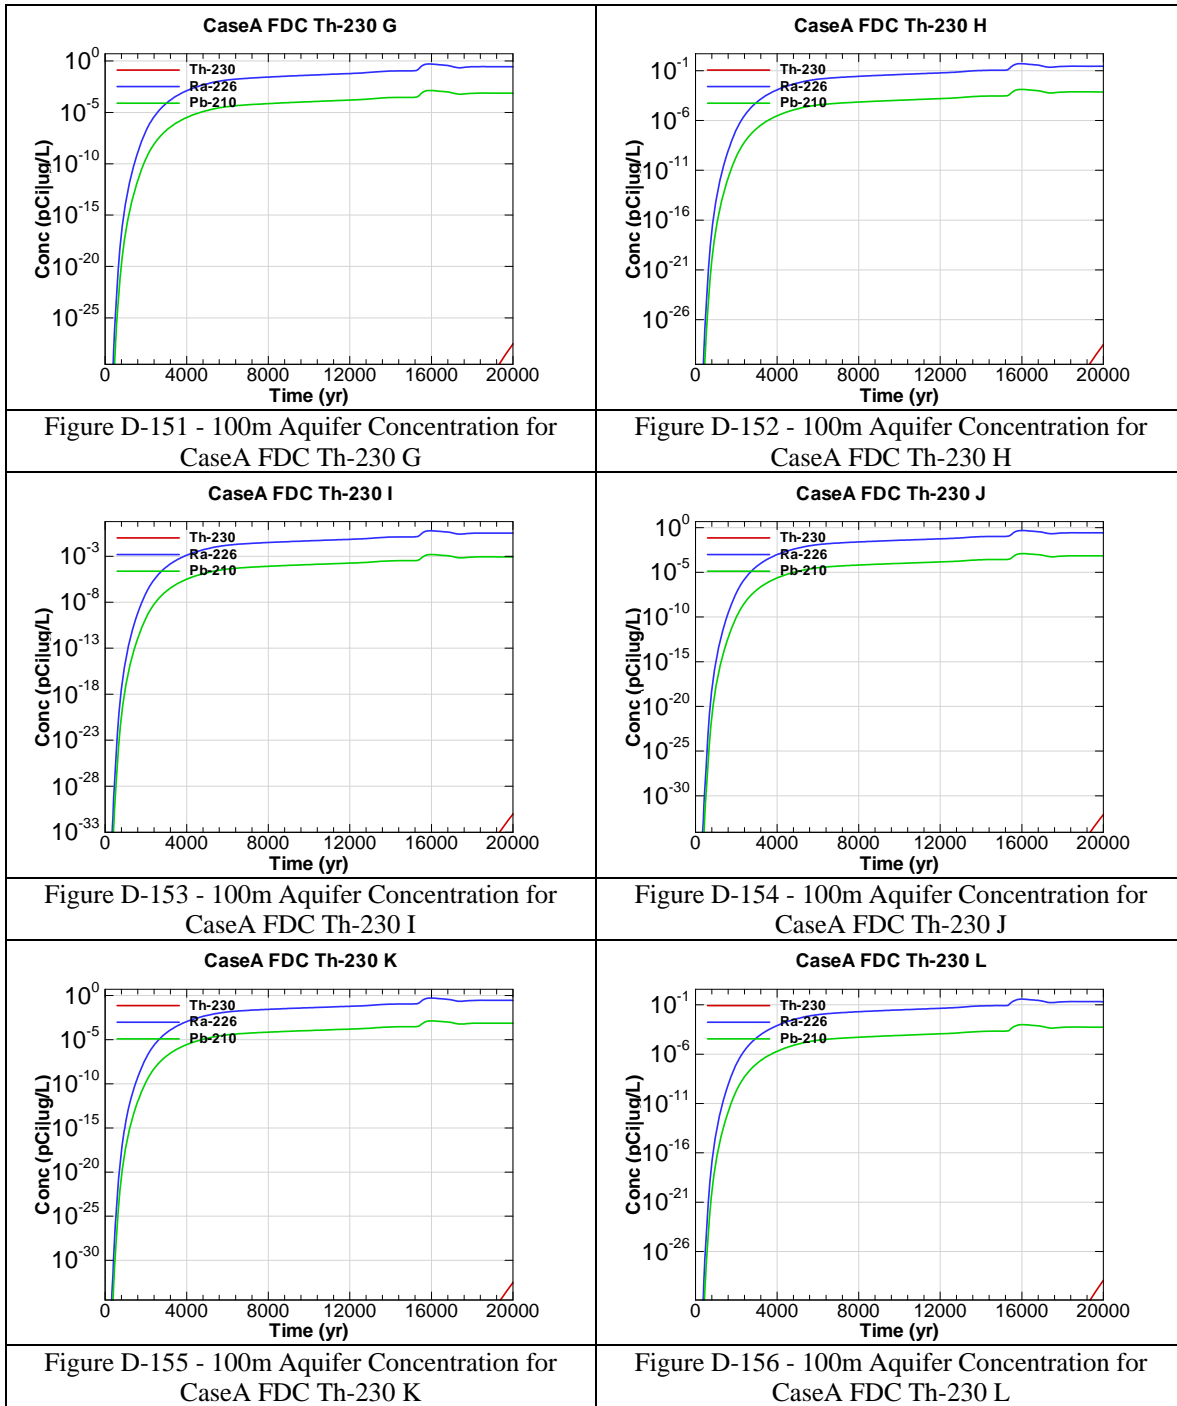 CaseA FDC Th-230 G
Conc (pCi|ug/L)
10^0
10^-5
10^-10
10^-15
10^-20
10^-25
Th-230
Ra-226
Pb-210
0 4000 8000 12000 16000 20000
Time (yr)
Figure D-151 - 100m Aquifer Concentration for
CaseA FDC Th-230 G
CaseA FDC Th-230 H
Conc (pCi|ug/L)
10^-1
10^-6
10^-11
10^-16
10^-21
10^-26
Th-230
Ra-226
Pb-210
0 4000 8000 12000 16000 20000
Time (yr)
Figure D-152 - 100m Aquifer Concentration for
CaseA FDC Th-230 H
CaseA FDC Th-230 I
Conc (pCi|ug/L)
10^-3
10^-8
10^-13
10^-18
10^-23
10^-28
10^-33
Th-230
Ra-226
Pb-210
0 4000 8000 12000 16000 20000
Time (yr)
Figure D-153 - 100m Aquifer Concentration for
CaseA FDC Th-230 I
CaseA FDC Th-230 J
Conc (pCi|ug/L)
10^0
10^-5
10^-10
10^-15
10^-20
10^-25
10^-30
Th-230
Ra-226
Pb-210
0 4000 8000 12000 16000 20000
Time (yr)
Figure D-154 - 100m Aquifer Concentration for
CaseA FDC Th-230 J
CaseA FDC Th-230 K
Conc (pCi|ug/L)
10^0
10^-5
10^-10
10^-15
10^-20
10^-25
10^-30
Th-230
Ra-226
Pb-210
0 4000 8000 12000 16000 20000
Time (yr)
Figure D-155 - 100m Aquifer Concentration for
CaseA FDC Th-230 K
CaseA FDC Th-230 L
Conc (pCi|ug/L)
10^-1
10^-6
10^-11
10^-16
10^-21
10^-26
Th-230
Ra-226
Pb-210
0 4000 8000 12000 16000 20000
Time (yr)
Figure D-156 - 100m Aquifer Concentration for
CaseA FDC Th-230 L